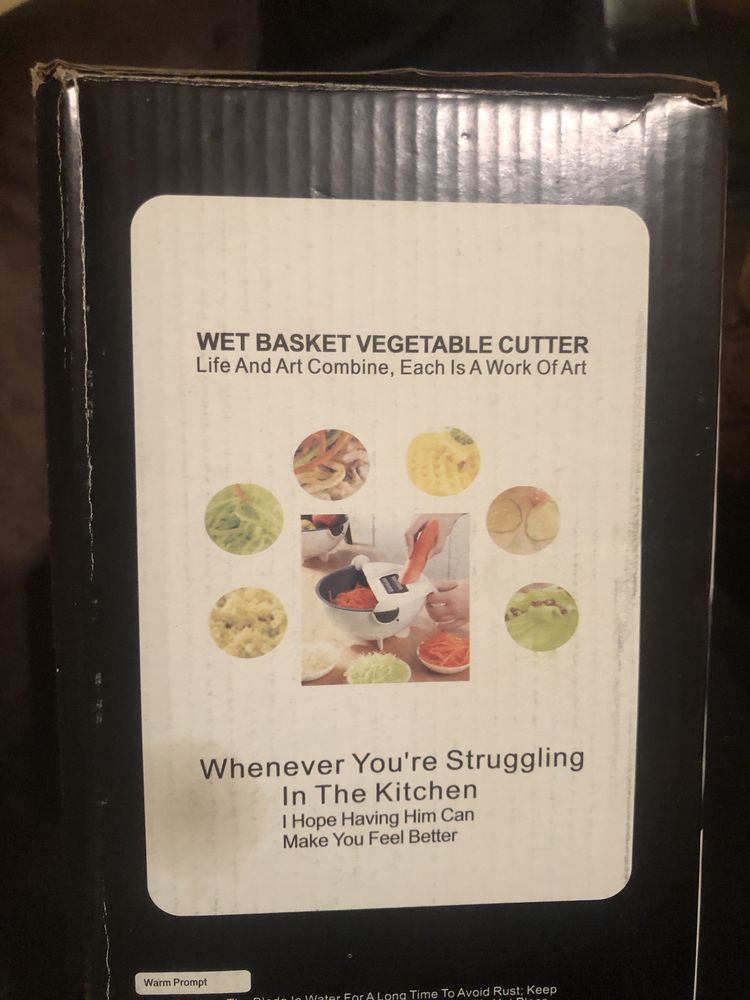 WET BASKET VEGETABLE CUTTER
Life And Art Combine, Each Is A Work Of Art
Whenever You're Struggling
In The Kitchen
I Hope Having Him Can
Make You Feel Better
Warm Prompt
The Blade In Water For A Long Time To Avoid Rust; Keep